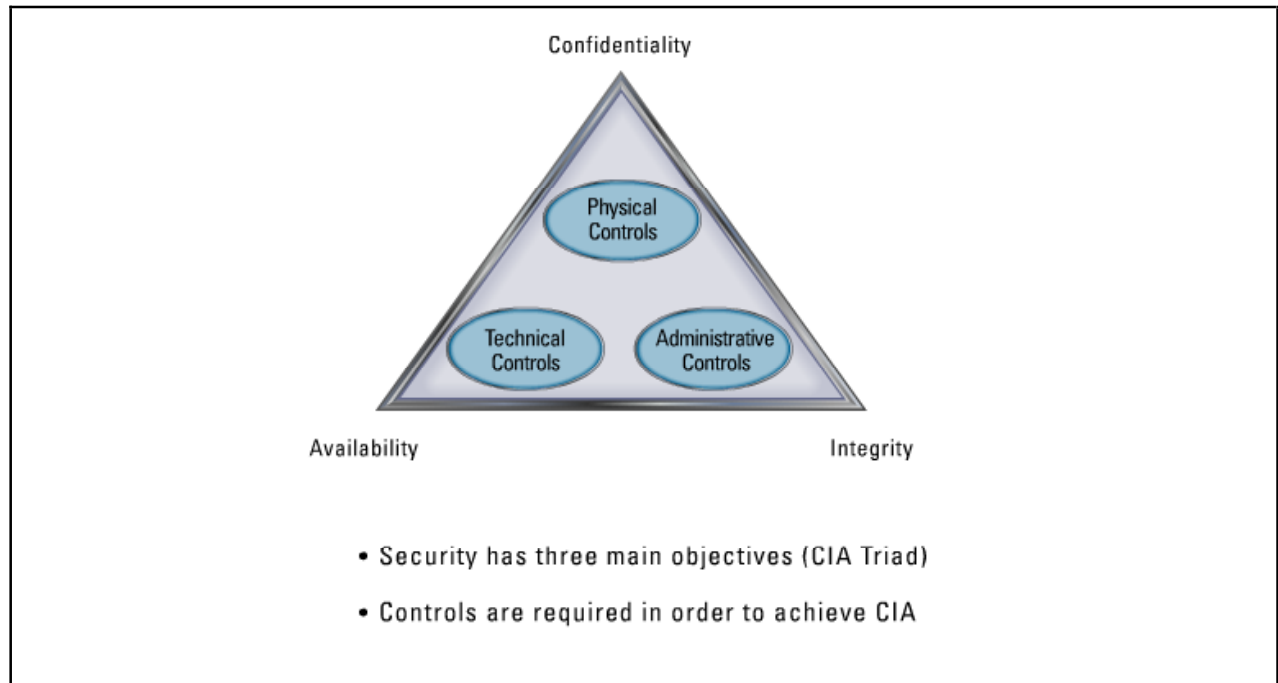 Confidentiality
Physical
Controls
Technical
Controls
Administrative
Controls
Availability
Integrity
• Security has three main objectives (CIA Triad)
• Controls are required in order to achieve CIA